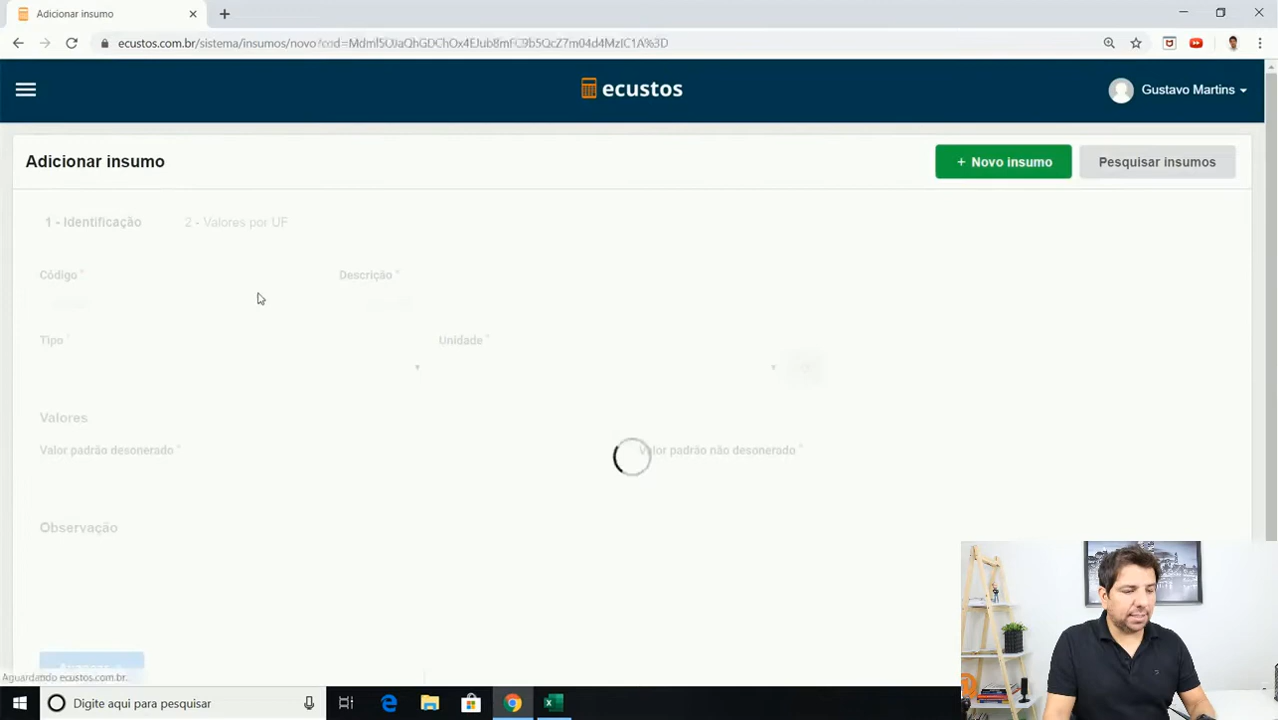 Adicionar insumo
ecustos.com.br/sistema/insumos/novo?cod=
ecustos
Gustavo Martins
Adicionar insumo
+ Novo insumo
Pesquisar insumos
1 - Identificação
2 - Valores por UF
Código *
Descrição *
Tipo *
Unidade *
Valores
Valor padrão desonerado *
Valor padrão não desonerado *
Observação
Aguardando ecustos.com.br...
Digite aqui para pesquisar